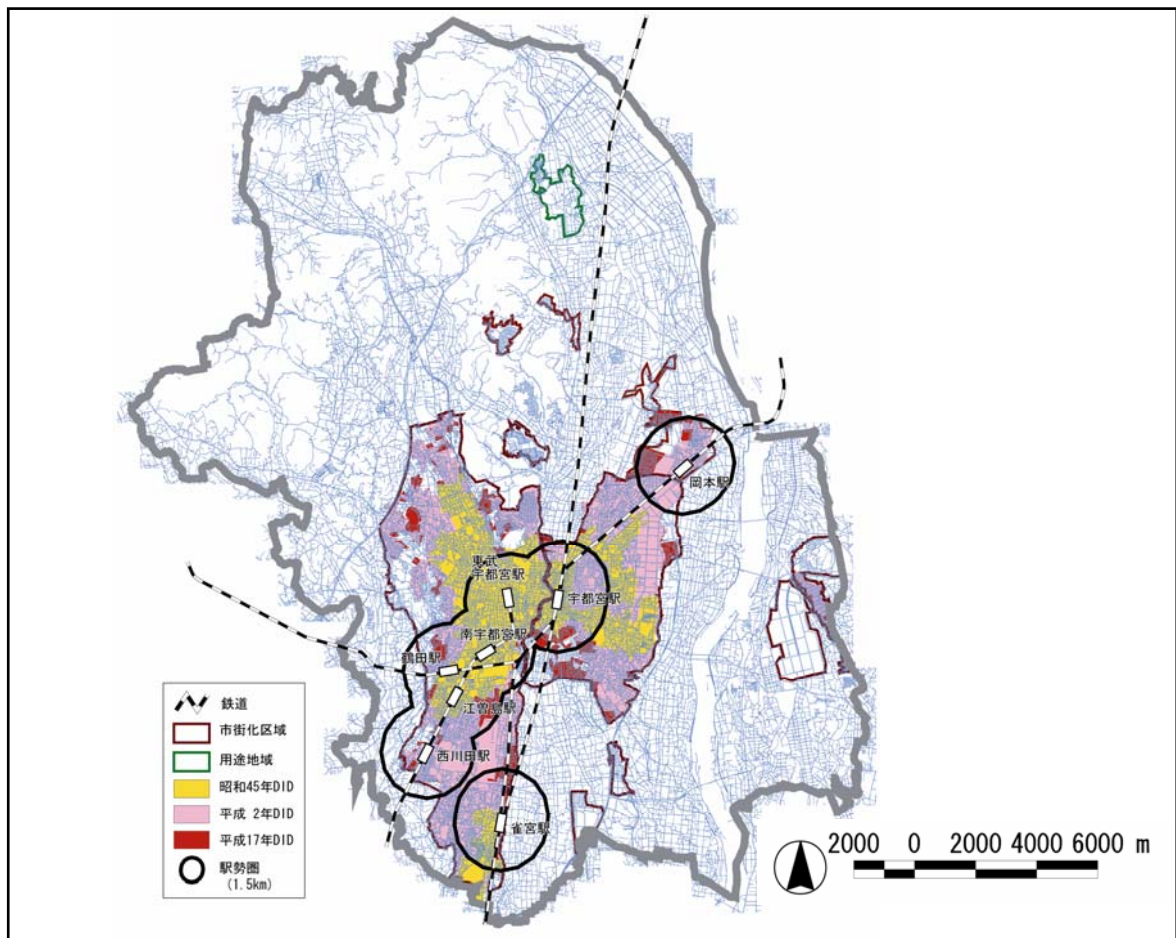 岡本駅
東武
宇都宮駅
宇都宮駅
南宇都宮駅
鶴田駅
江曽島駅
西川田駅
雀宮駅
鉄道
市街化区域
用途地域
昭和45年DID
平成 2年DID
平成17年DID
駅勢圏
(1.5km)
2000 0 2000 4000 6000 m